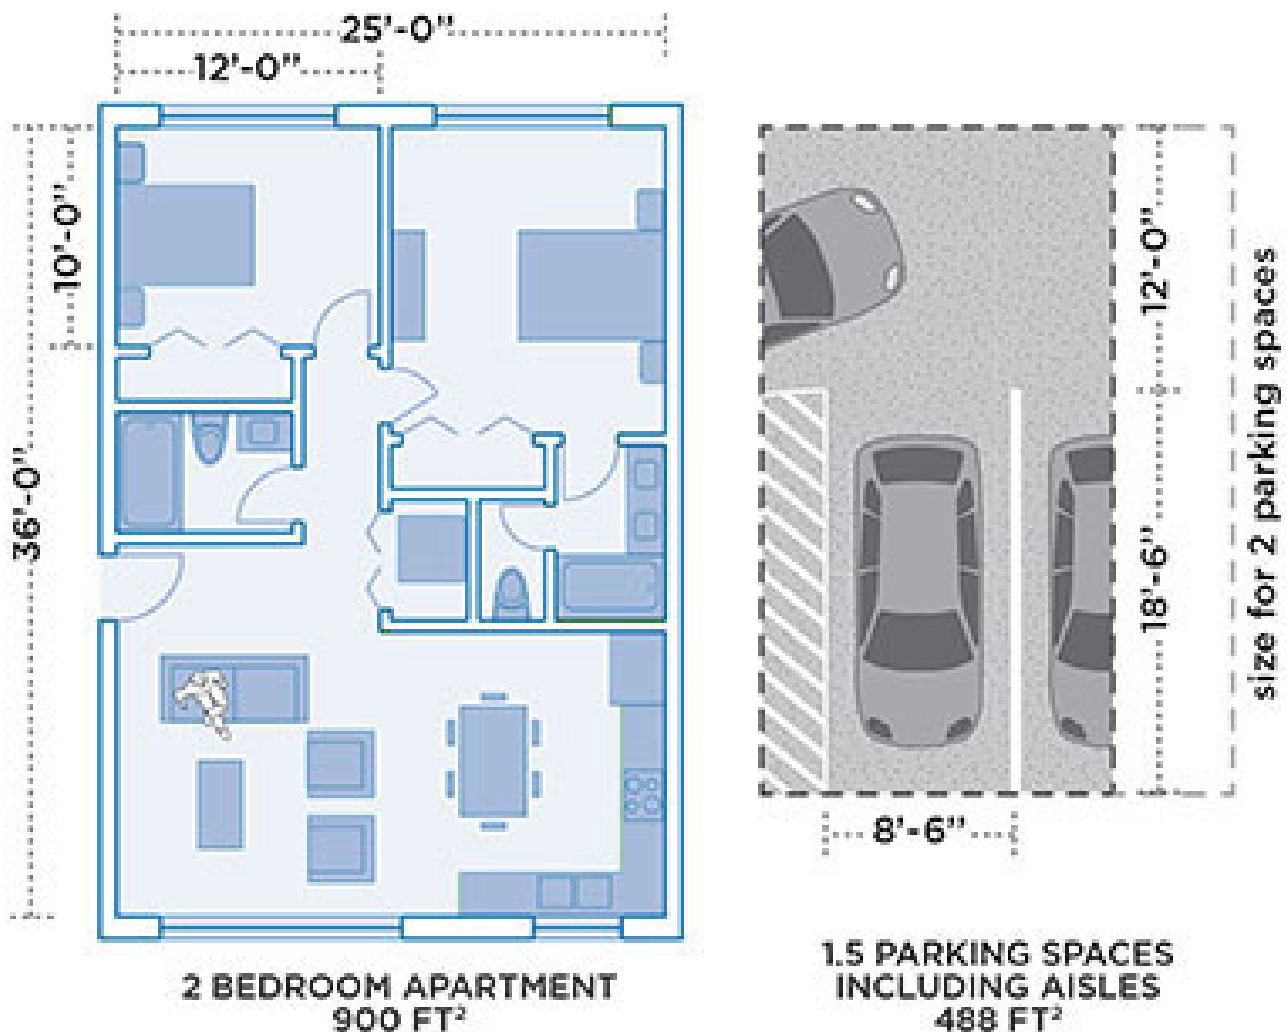 25'-0"
12'-0"
10'-0"
36'-0"
12'-0"
18'-6"
size for 2 parking spaces
8'-6"
2 BEDROOM APARTMENT
900 FT²
1.5 PARKING SPACES
INCLUDING AISLES
488 FT²